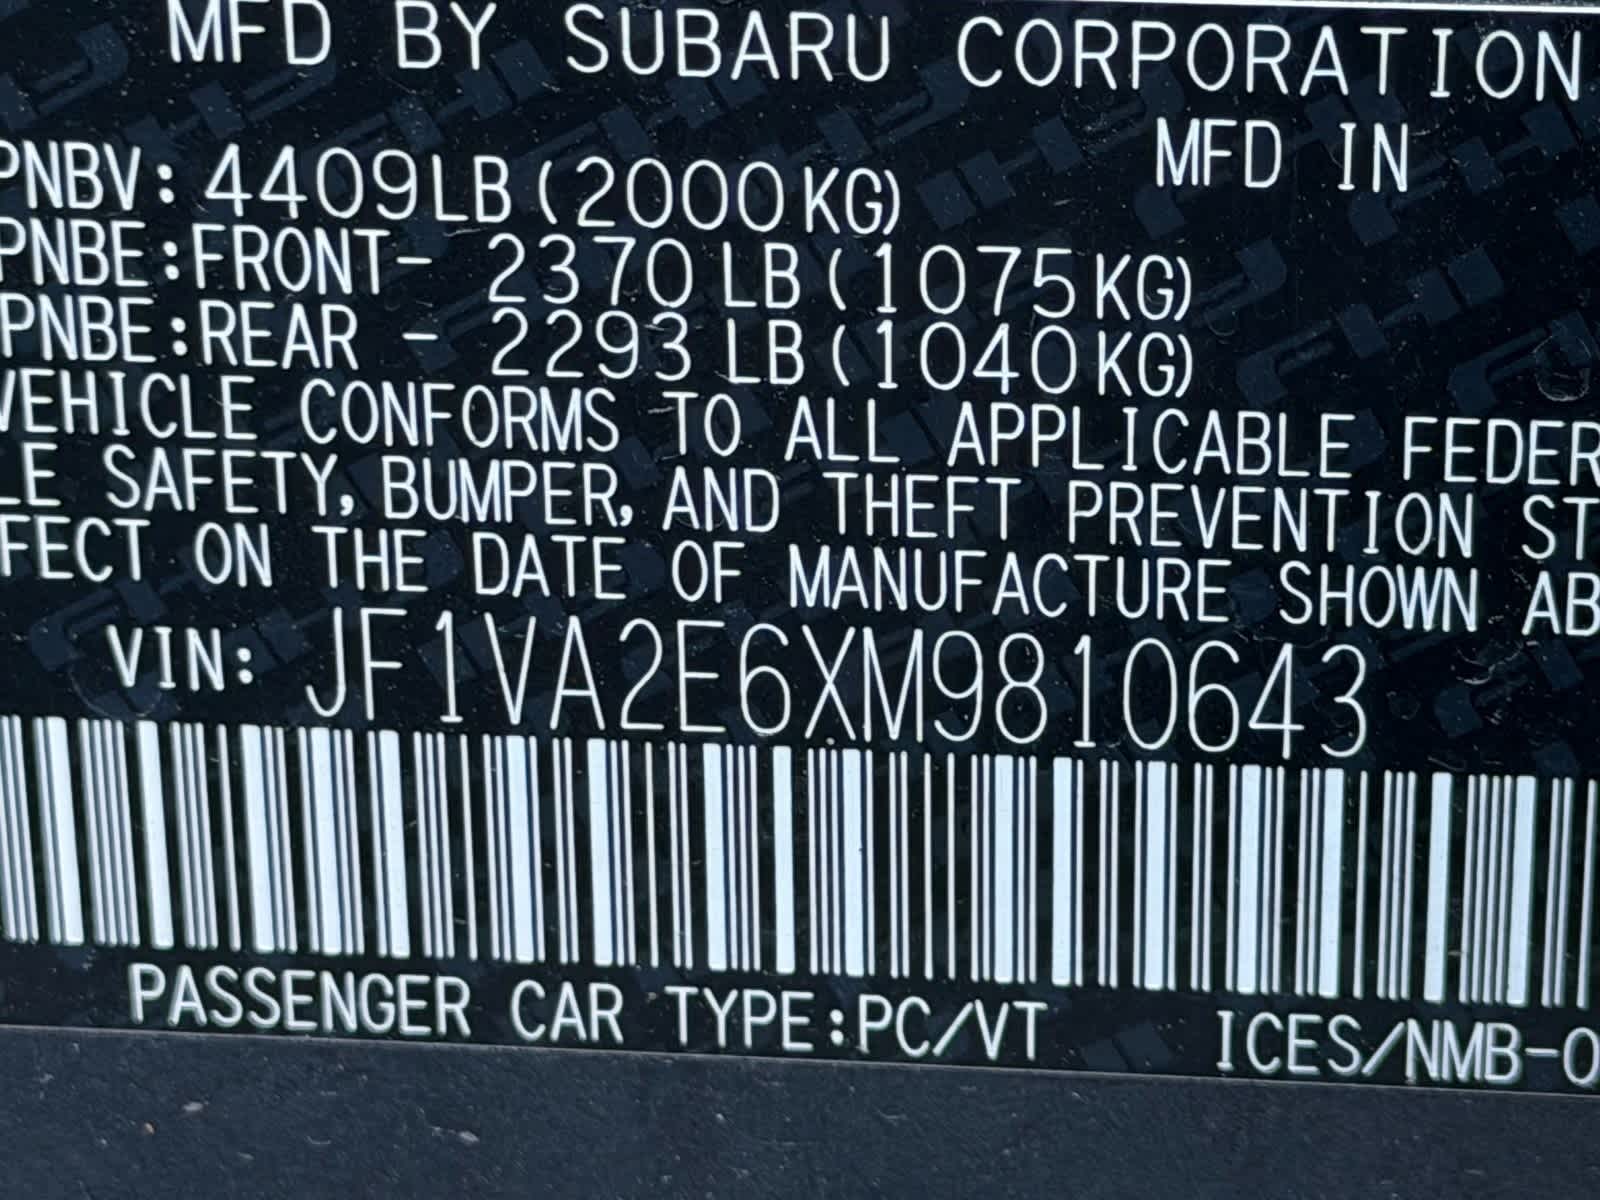 MFD BY SUBARU CORPORATION
MFD IN
PNBV: 4409LB (2000KG)
PNBE:FRONT- 2370 LB (1075KG)
PNBE:REAR - 2293 LB (1040KG)
VEHICLE CONFORMS TO ALL APPLICABLE FEDER
LE SAFETY, BUMPER, AND THEFT PREVENTION ST
FECT ON THE DATE OF MANUFACTURE SHOWN AB
VIN: JF1VA2E6XM9810643
PASSENGER CAR TYPE:PC/VT
ICES/NMB-0